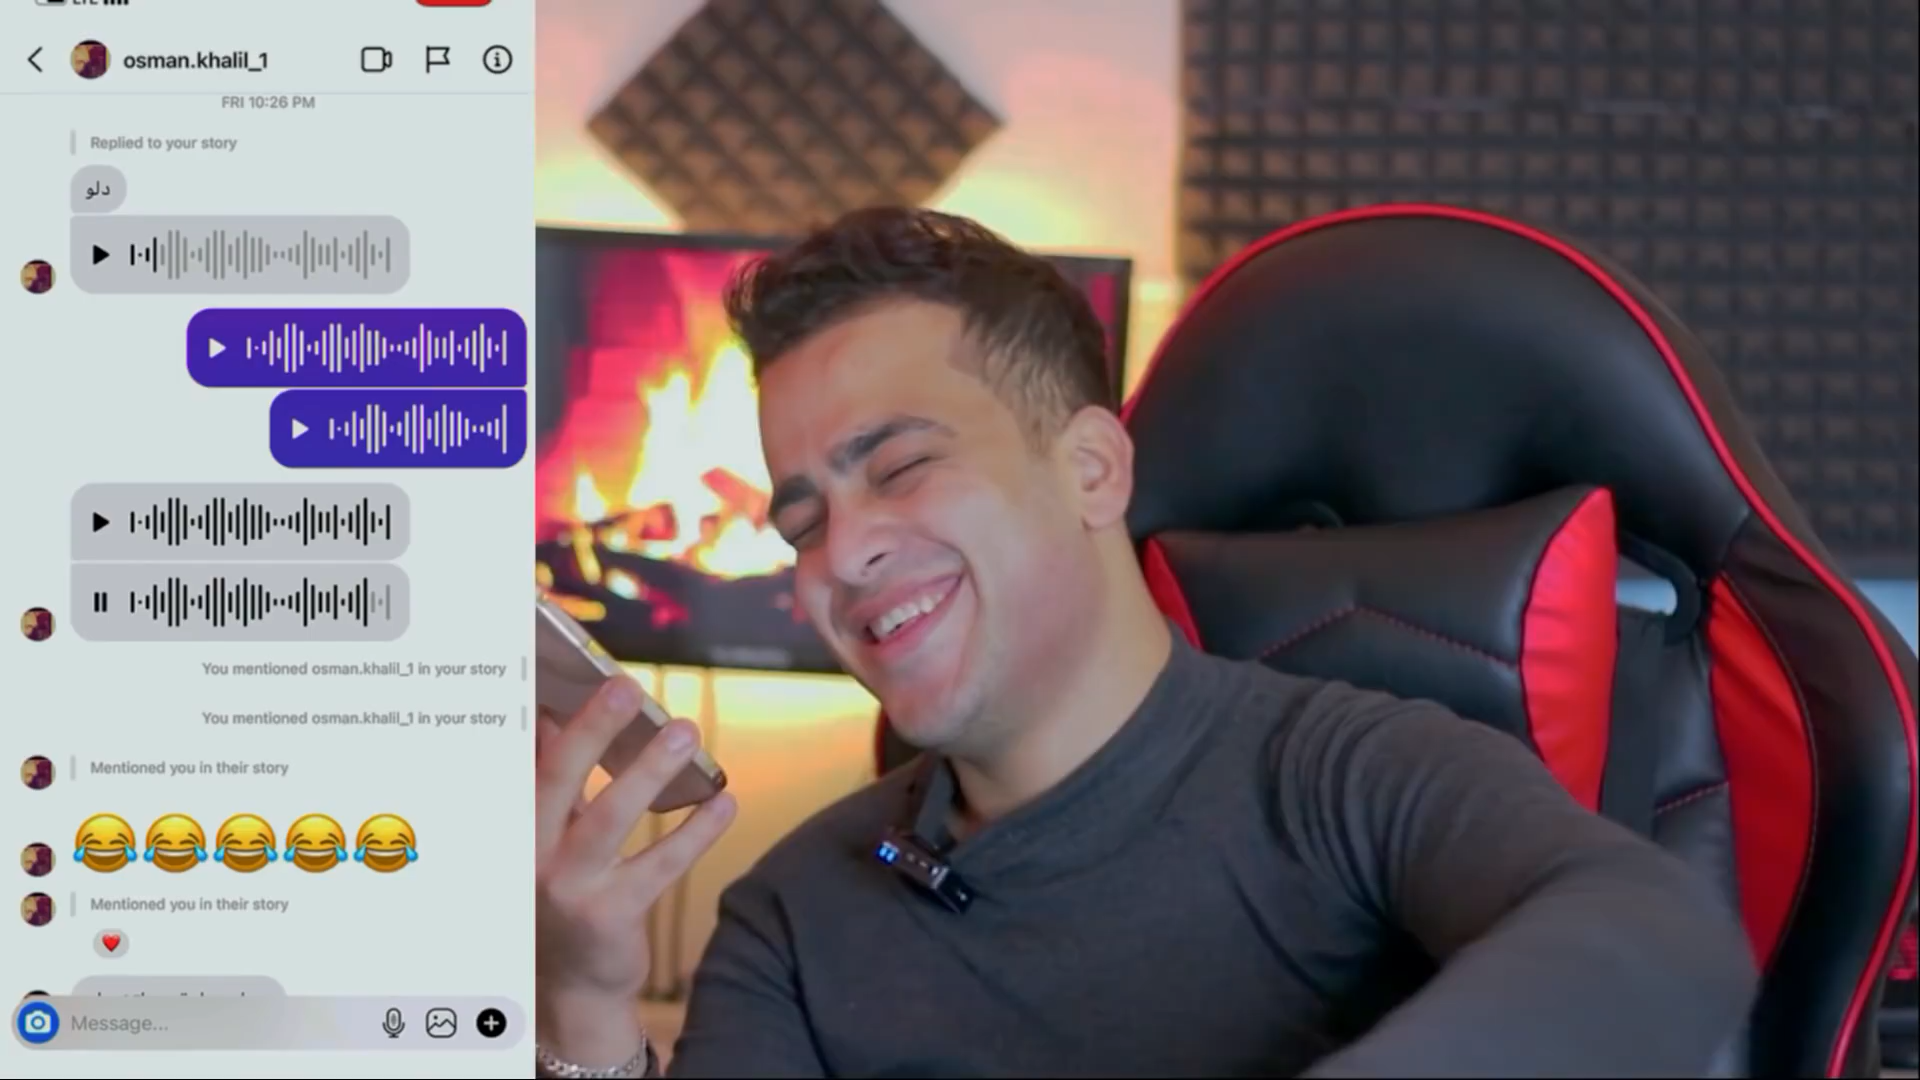 osman.khalil_1
FRI 10:26 PM
Replied to your story
دلو
You mentioned osman.khalil_1 in your story
You mentioned osman.khalil_1 in your story
Mentioned you in their story
Mentioned you in their story
Message...